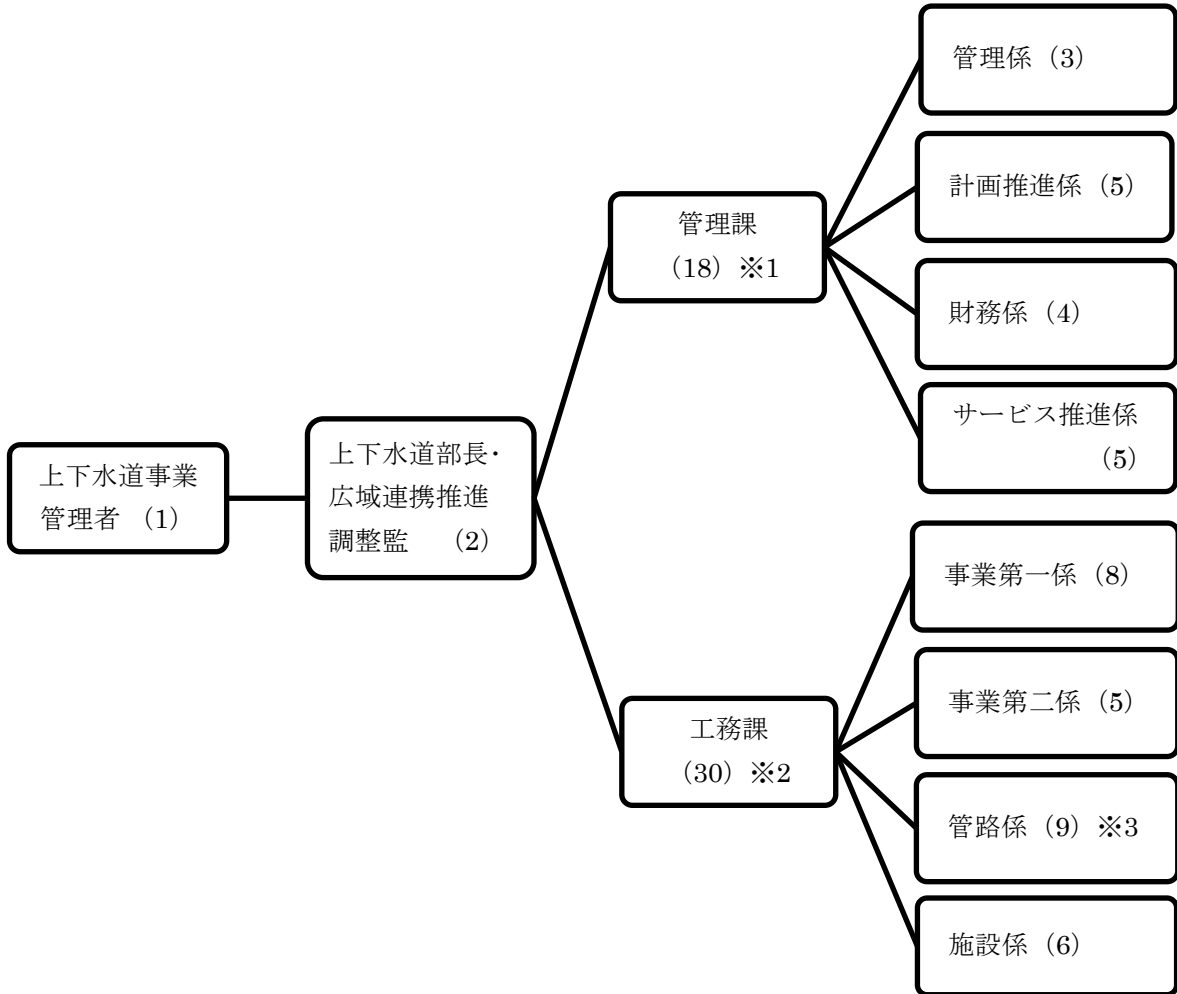 上下水道事業
管理者 （1）
上下水道部長・
広域連携推進
調整監 （2）
管理課
（18）※1
管理係（3）
計画推進係（5）
財務係（4）
サービス推進係
（5）
工務課
（30）※2
事業第一係（8）
事業第二係（5）
管路係（9）※3
施設係（6）